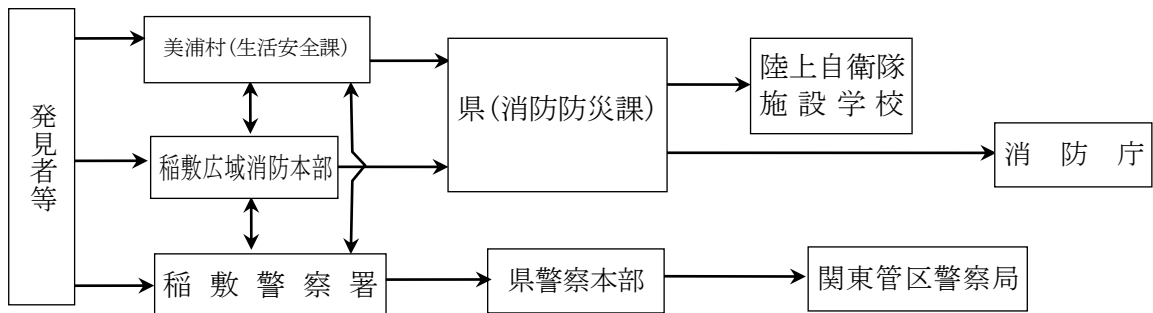 発見者等
美浦村(生活安全課)
稲敷広域消防本部
稲敷警察署
県(消防防災課)
県警察本部
陸上自衛隊
施設学校
消防庁
関東管区警察局